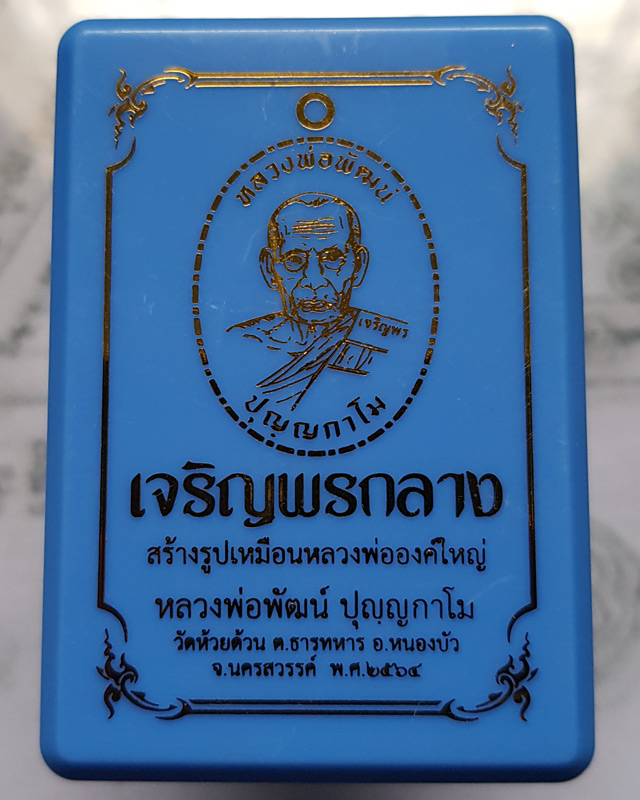 หลวงพ่อพัฒน์
เจริญพร
ปุญฺญกาโม
เจริญพรกลาง
สร้างรูปเหมือนหลวงพ่อองค์ใหญ่
หลวงพ่อพัฒน์ ปุญฺญกาโม
วัดห้วยด้วน ต.ธารทหาร อ.หนองบัว
จ.นครสวรรค์ พ.ศ.๒๕๖๔